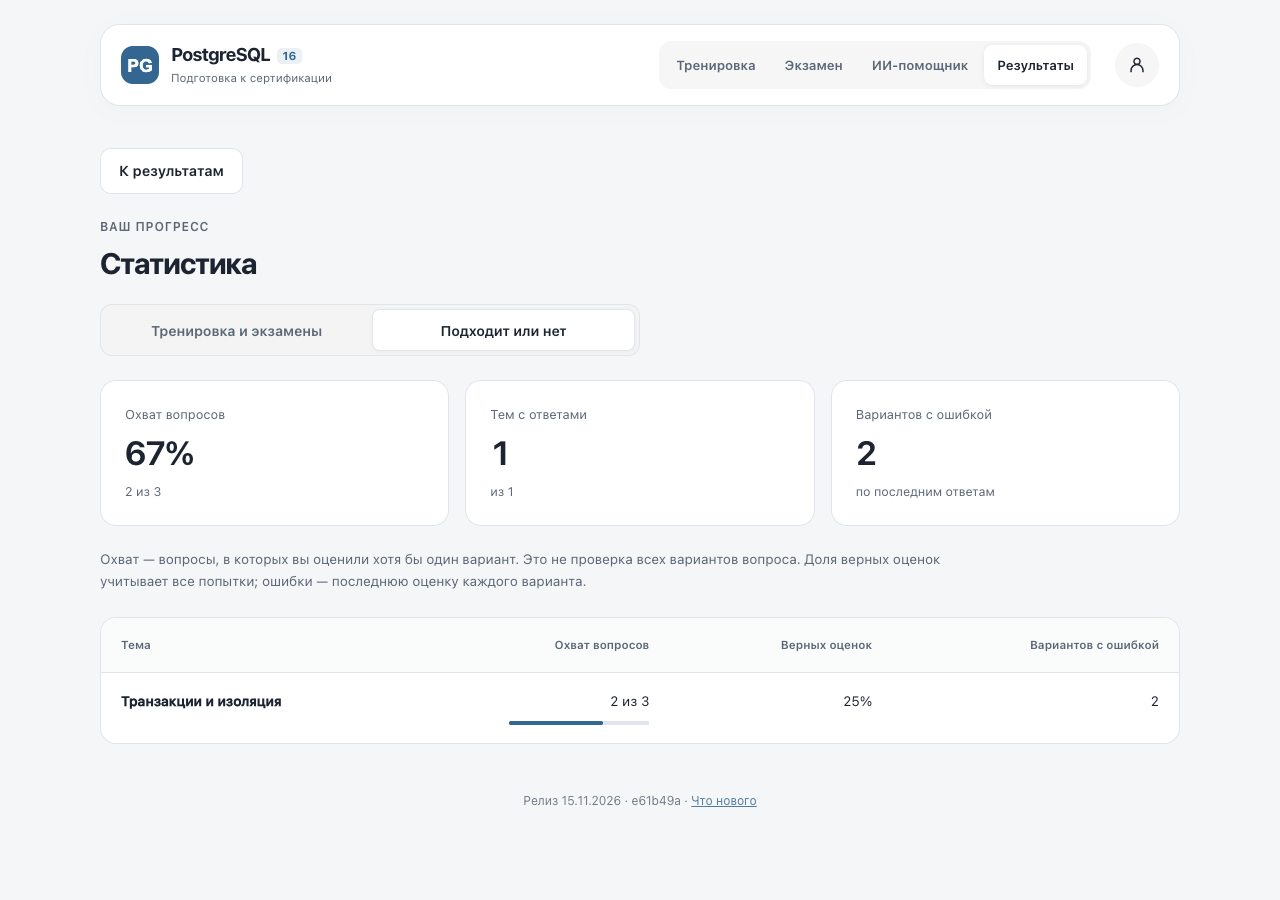 PG
PostgreSQL 16
Подготовка к сертификации
Тренировка
Экзамен
ИИ-помощник
Результаты
К результатам
ВАШ ПРОГРЕСС
Статистика
Тренировка и экзамены
Подходит или нет
Охват вопросов
67%
2 из 3
Тем с ответами
1
из 1
Вариантов с ошибкой
2
по последним ответам
Охват — вопросы, в которых вы оценили хотя бы один вариант. Это не проверка всех вариантов вопроса. Доля верных оценок
учитывает все попытки; ошибки — последнюю оценку каждого варианта.
Тема Охват вопросов Верных оценок Вариантов с ошибкой
Транзакции и изоляция 2 из 3 25% 2
Релиз 15.11.2026 · e61b49a · Что нового